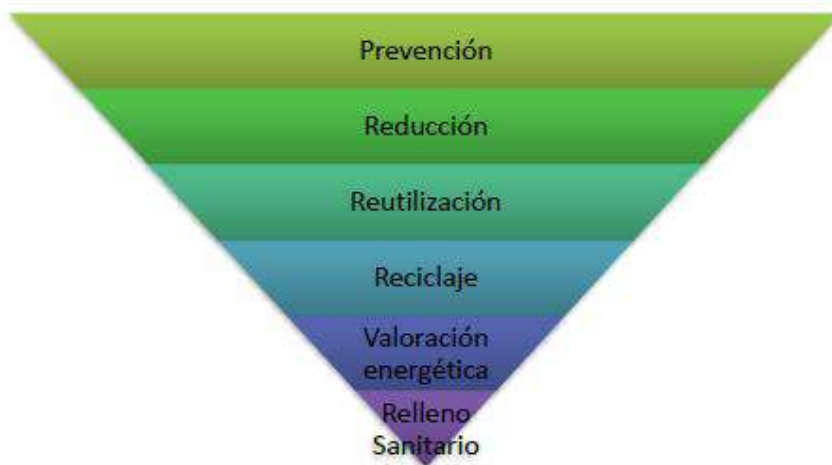 Prevención
Reducción
Reutilización
Reciclaje
Valoración
energética
Relleno
Sanitario